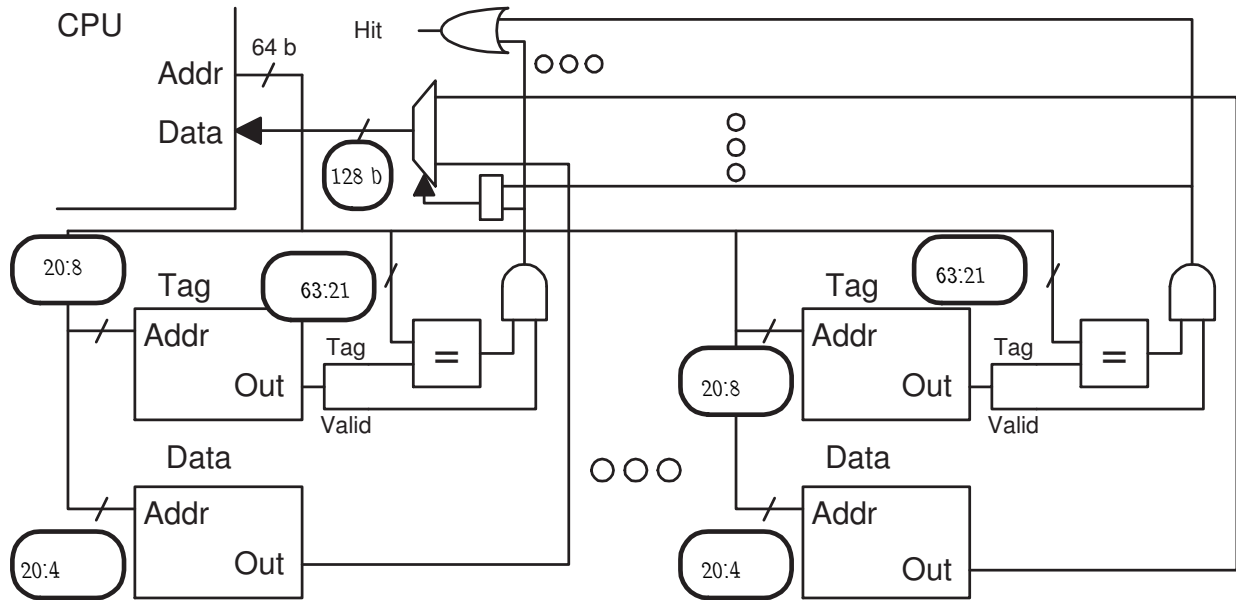 CPU
Hit
64 b
Addr
Data
128 b
20:8
Tag
63:21
Addr
Tag
=
Out
Valid
Data
Addr
Out
20:4
Tag
63:21
Addr
Tag
=
20:8
Out
Valid
Data
Addr
Out
20:4